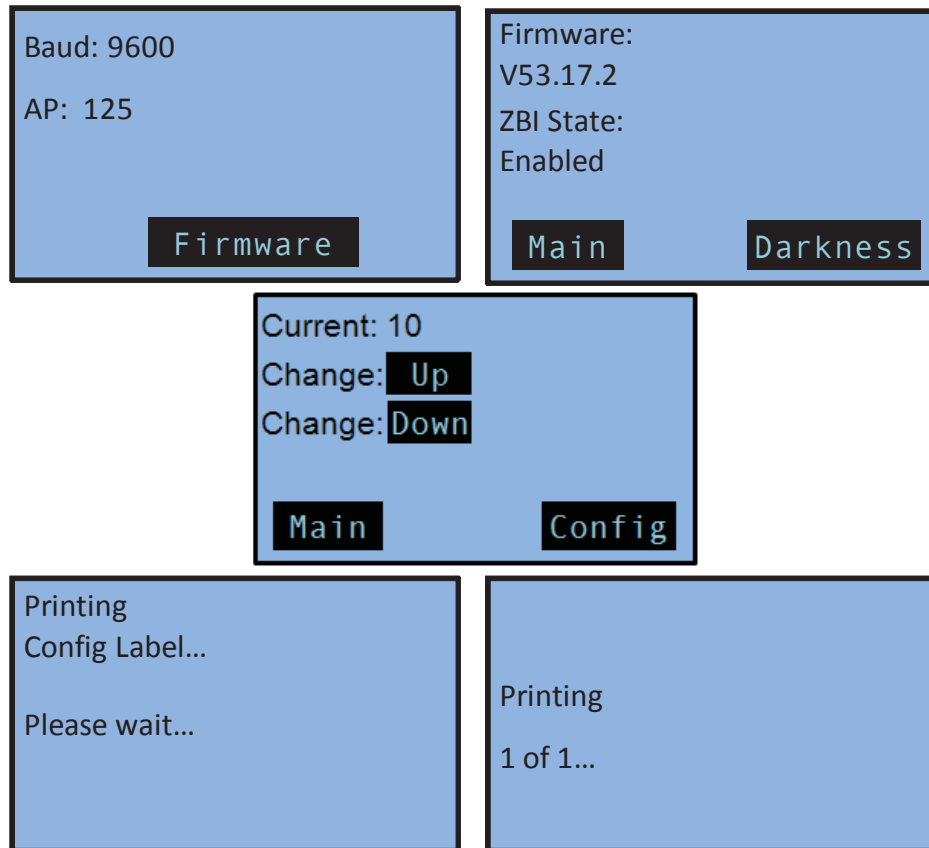 Baud: 9600
AP: 125
Firmware
Firmware:
V53.17.2
ZBI State:
Enabled
Main Darkness
Current: 10
Change: Up
Change: Down
Main Config
Printing
Config Label...
Please wait...
Printing
1 of 1...